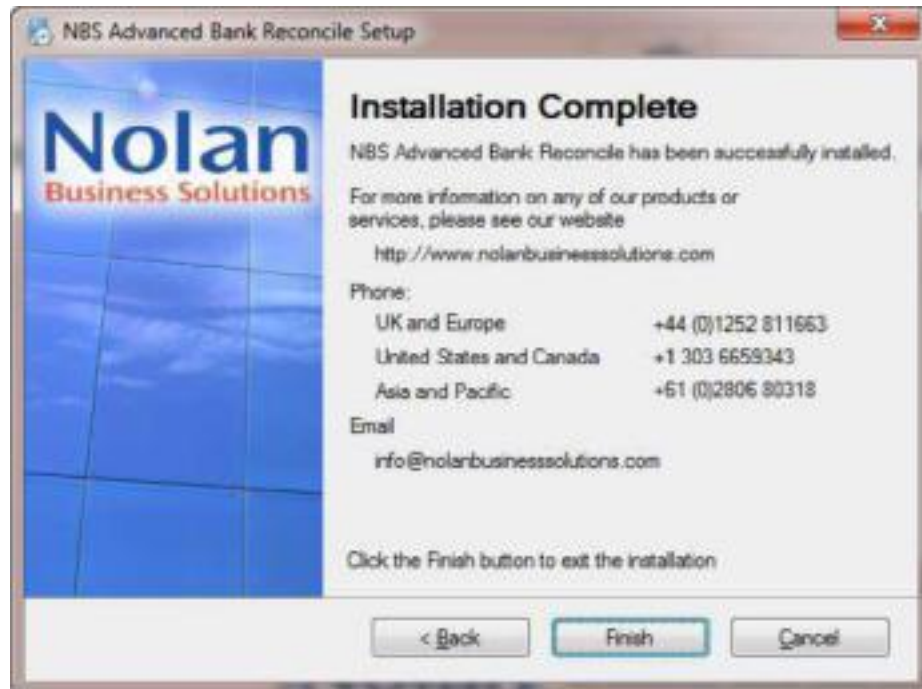 NBS Advanced Bank Reconcile Setup
Nolan
Business Solutions
Installation Complete
NBS Advanced Bank Reconcile has been successfully installed.
For more information on any of our products or
services, please see our website
http://www.nolanbusinesssolutions.com
Phone:
UK and Europe +44 (0)1252 811663
United States and Canada +1 303 6659343
Asia and Pacific +61 (0)2806 80318
Email
info@nolanbusinesssolutions.com
Click the Finish button to exit the installation
< Back Finish Cancel